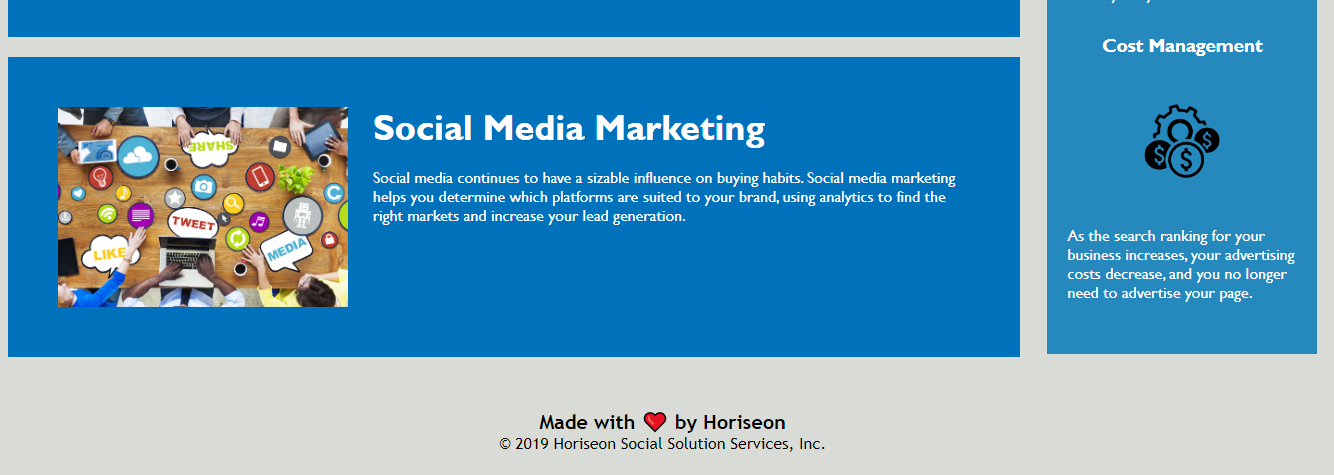 Social Media Marketing
Social media continues to have a sizable influence on buying habits. Social media marketing
helps you determine which platforms are suited to your brand, using analytics to find the
right markets and increase your lead generation.
SHARE
TWEET
LIKE
MEDIA
Cost Management
$ $ $
As the search ranking for your
business increases, your advertising
costs decrease, and you no longer
need to advertise your page.
Made with ❤️ by Horiseon
© 2019 Horiseon Social Solution Services, Inc.